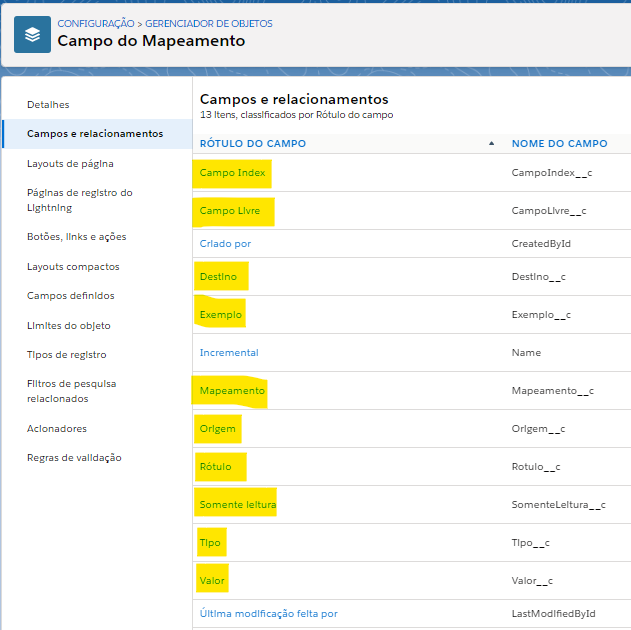 CONFIGURAÇÃO > GERENCIADOR DE OBJETOS
Campo do Mapeamento
Detalhes
Campos e relacionamentos
Layouts de página
Páginas de registro do
Lightning
Botões, links e ações
Layouts compactos
Campos definidos
Limites do objeto
Tipos de registro
Filtros de pesquisa
relacionados
Acionadores
Regras de validação
Campos e relacionamentos
13 itens, classificados por Rótulo do campo
RÓTULO DO CAMPO NOME DO CAMPO
Campo Index CampoIndex__c
Campo Livre CampoLivre__c
Criado por CreatedById
Destino Destino__c
Exemplo Exemplo__c
Incremental Name
Mapeamento Mapeamento__c
Origem Origem__c
Rótulo Rotulo__c
Somente leitura SomenteLeitura__c
Tipo Tipo__c
Valor Valor__c
Última modificação feita por LastModifiedById